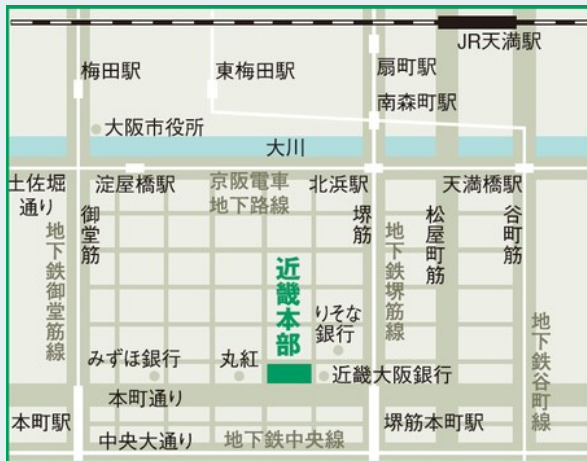 JR天満駅
梅田駅
東梅田駅
扇町駅
南森町駅
大阪市役所
大川
土佐堀
通り
淀屋橋駅
京阪電車
地下路線
北浜駅
天満橋駅
御堂筋
地下鉄御堂筋線
堺筋
地下鉄堺筋線
松屋町筋
谷町筋
地下鉄谷町線
近畿本部
りそな
銀行
みずほ銀行
丸紅
近畿大阪銀行
本町通り
本町駅
堺筋本町駅
中央大通り
地下鉄中央線